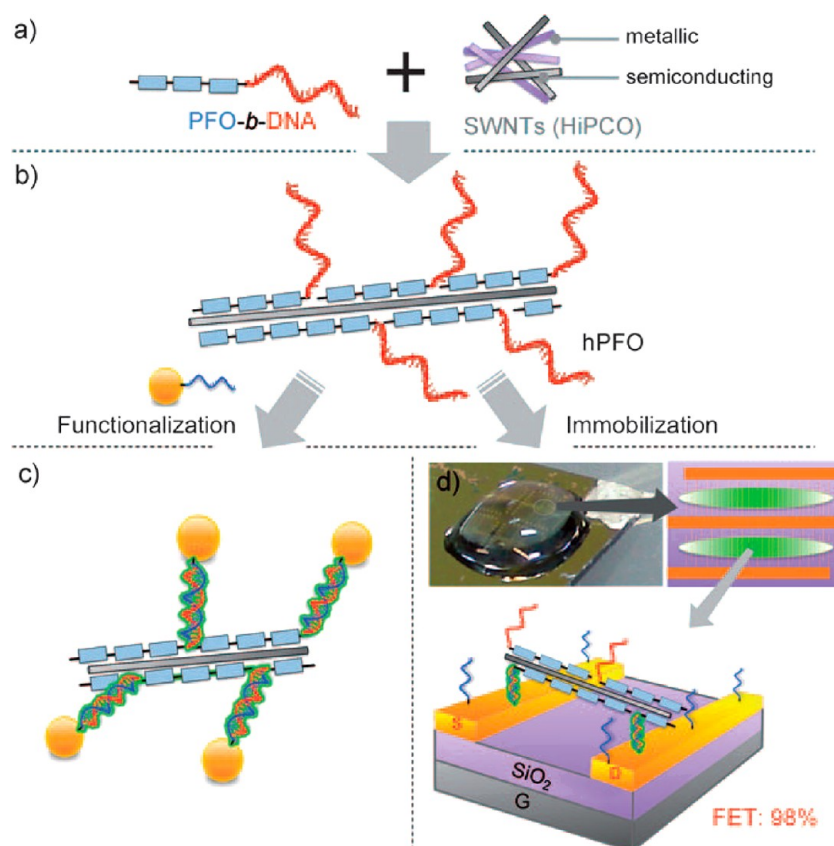 a)
metallic
semiconducting
PFO-b-DNA
SWNTs (HiPCO)
b)
hPFO
Functionalization
Immobilization
c)
d)
S
D
SiO₂
G
FET: 98%